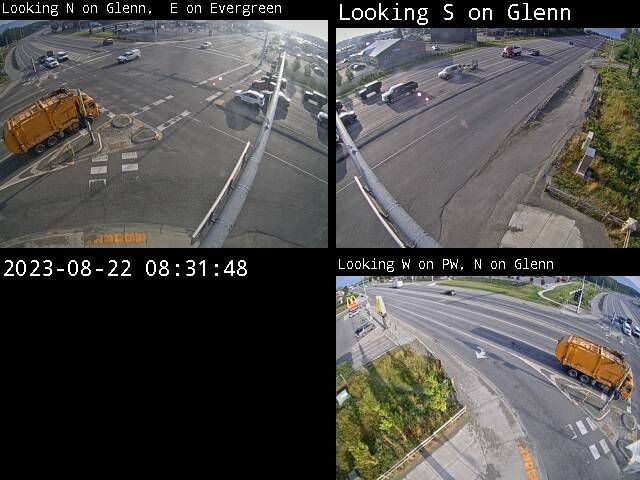 Looking N on Glenn,  E on Evergreen
Looking S on Glenn
2023-08-22 08:31:48
Looking W on PW, N on Glenn